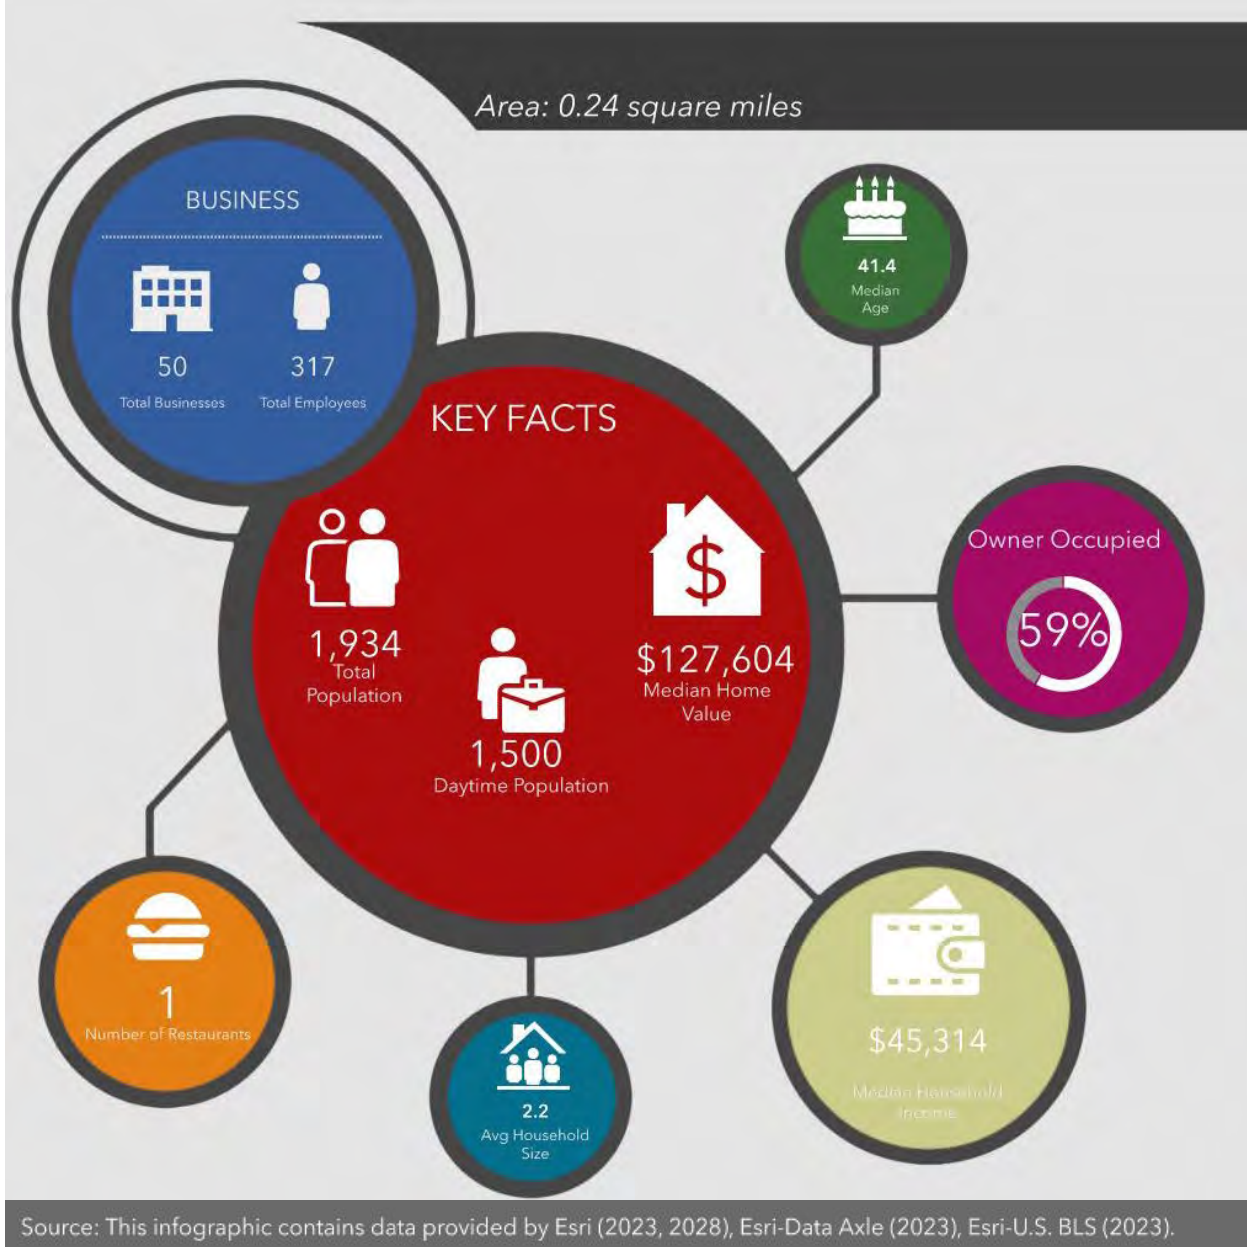 Area: 0.24 square miles
BUSINESS
50
Total Businesses
317
Total Employees
41.4
Median
Age
KEY FACTS
1,934
Total
Population
1,500
Daytime Population
$127,604
Median Home
Value
$
Owner Occupied
59%
1
Number of Restaurants
2.2
Avg Household
Size
$45,314
Median Household
Income
Source: This infographic contains data provided by Esri (2023, 2028), Esri-Data Axle (2023), Esri-U.S. BLS (2023).